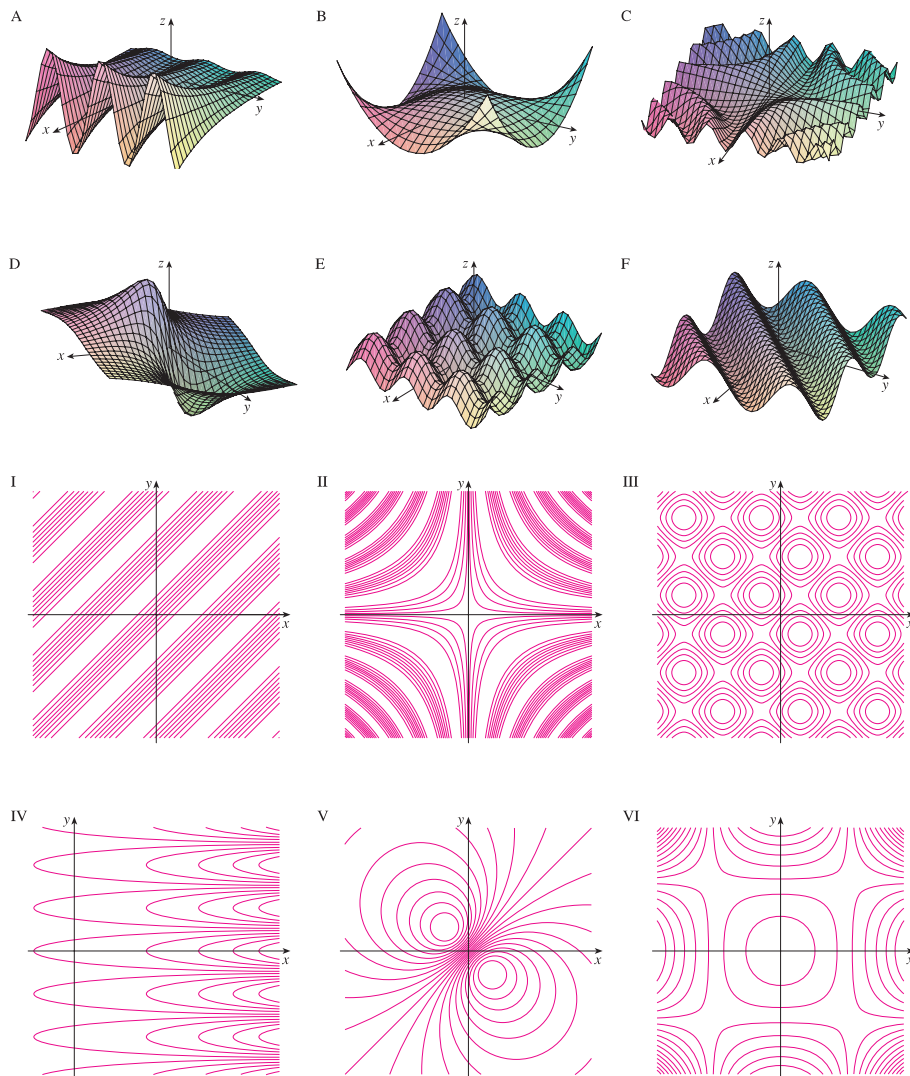 A z x y
B z x y
C z x y
D z x y
E z x y
F z x y
I y x
II y x
III y y
IV y x
V y x
VI y x